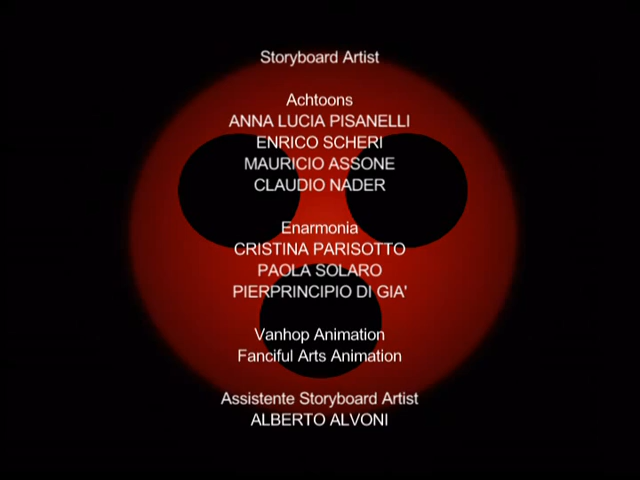 Storyboard Artist
Achtoons
ANNA LUCIA PISANELLI
ENRICO SCHERI
MAURICIO ASSONE
CLAUDIO NADER
Enarmonia
CRISTINA PARISOTTO
PAOLA SOLARO
PIERPRINCIPIO DI GIA'
Vanhop Animation
Fanciful Arts Animation
Assistente Storyboard Artist
ALBERTO ALVONI